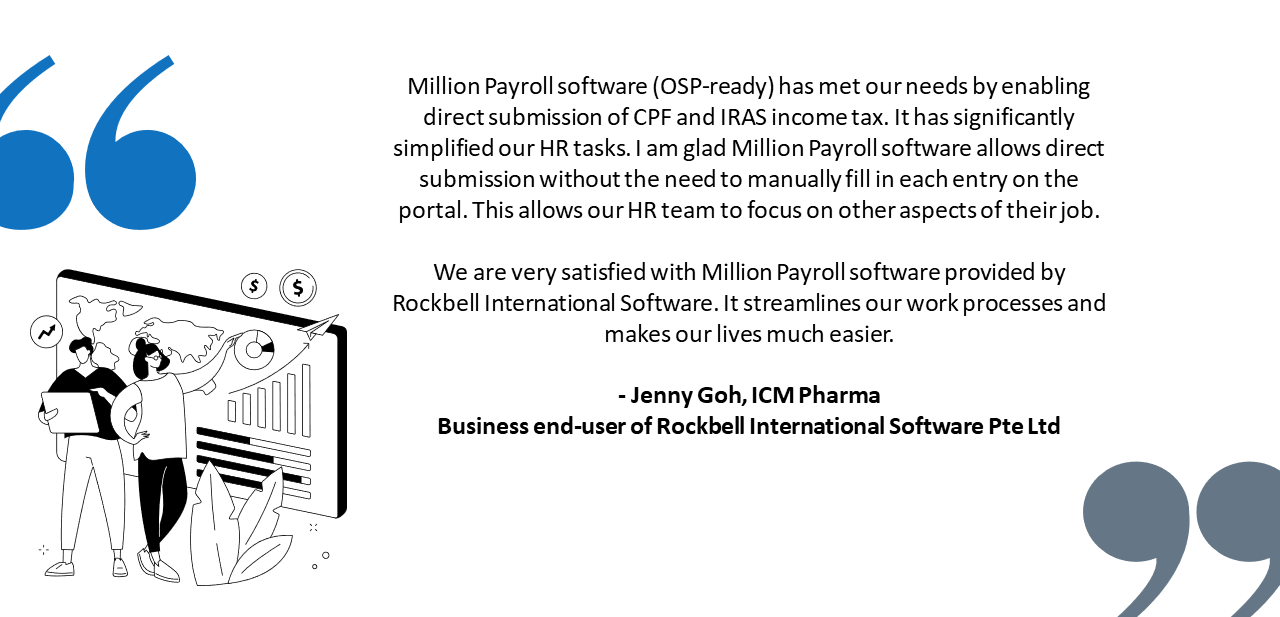 Million Payroll software (OSP-ready) has met our needs by enabling
direct submission of CPF and IRAS income tax. It has significantly
simplified our HR tasks. I am glad Million Payroll software allows direct
submission without the need to manually fill in each entry on the
portal. This allows our HR team to focus on other aspects of their job.
We are very satisfied with Million Payroll software provided by
Rockbell International Software. It streamlines our work processes and
makes our lives much easier.
- Jenny Goh, ICM Pharma
Business end-user of Rockbell International Software Pte Ltd